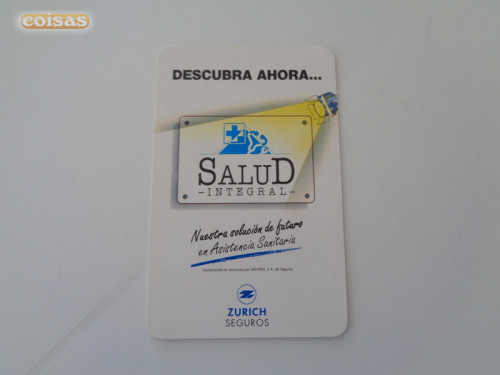 coisas
DESCUBRA AHORA...
SALUD
-INTEGRAL-
Nuestra solución de futuro
en Asistencia Sanitaria
ZURICH
SEGUROS